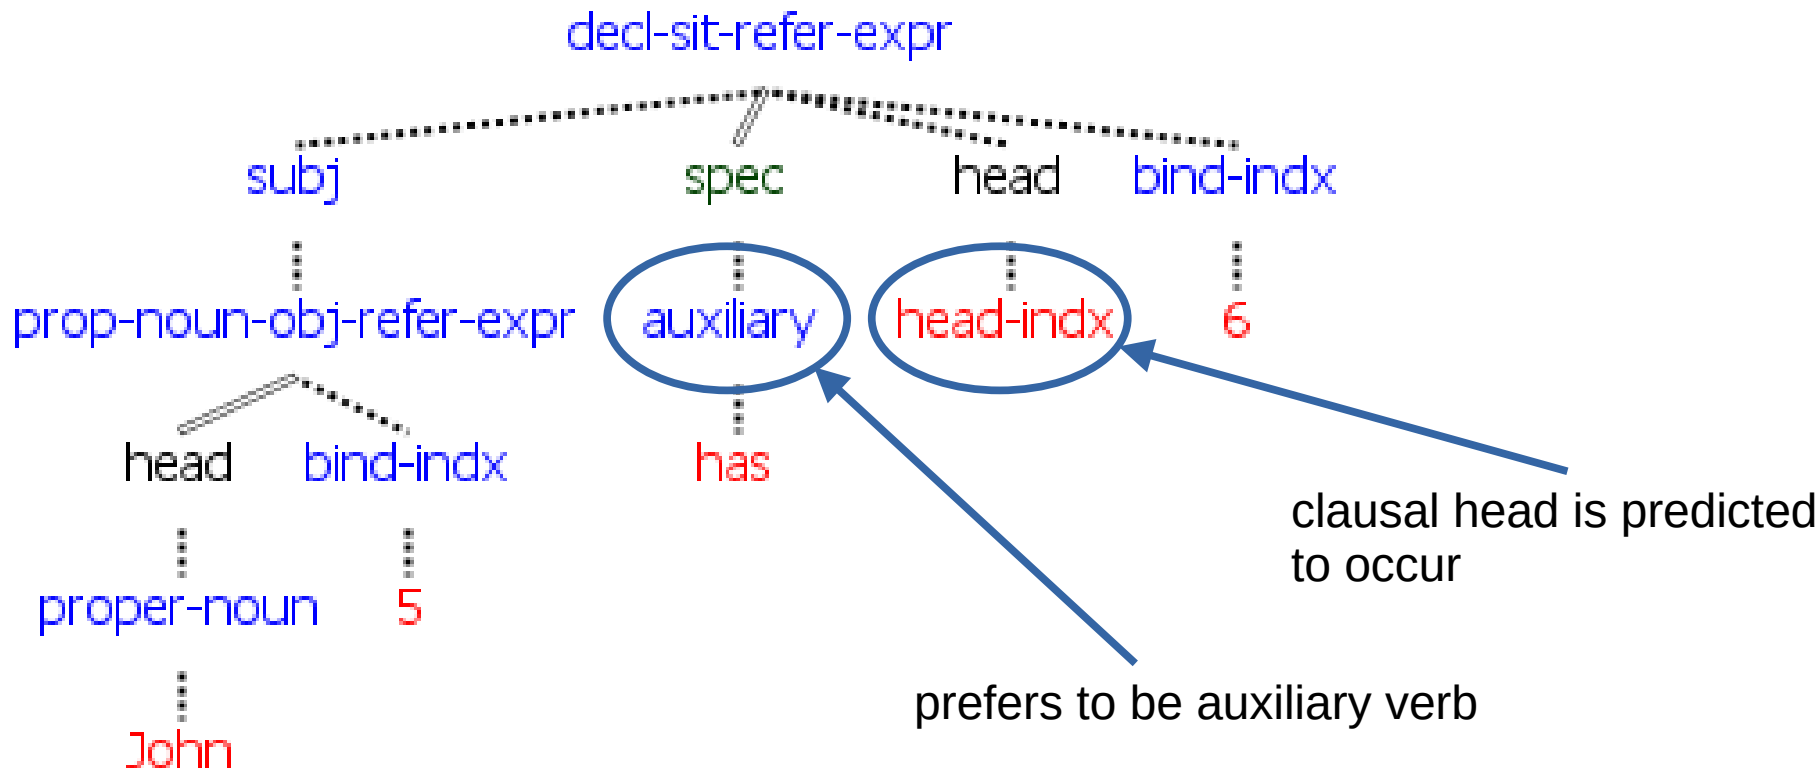 decl-sit-refer-expr
subj spec head bind-indx
prop-noun-obj-refer-expr auxiliary head-indx 6
head bind-indx has
clausal head is predicted
to occur
proper-noun 5
prefers to be auxiliary verb
John